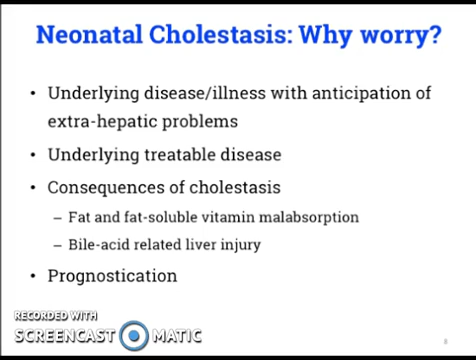 Neonatal Cholestasis: Why worry?
• Underlying disease/illness with anticipation of
extra-hepatic problems
• Underlying treatable disease
• Consequences of cholestasis
– Fat and fat-soluble vitamin malabsorption
– Bile-acid related liver injury
• Prognostication
RECORDED WITH
SCREENCAST MATIC
8